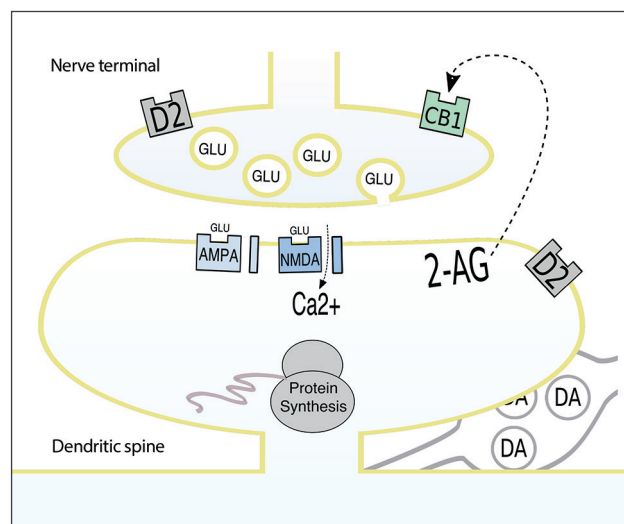 Nerve terminal
D2
CB1
GLU
GLU
GLU
GLU
GLU
GLU
AMPA
NMDA
2-AG
D2
Ca2+
Protein
Synthesis
DA
DA
DA
Dendritic spine